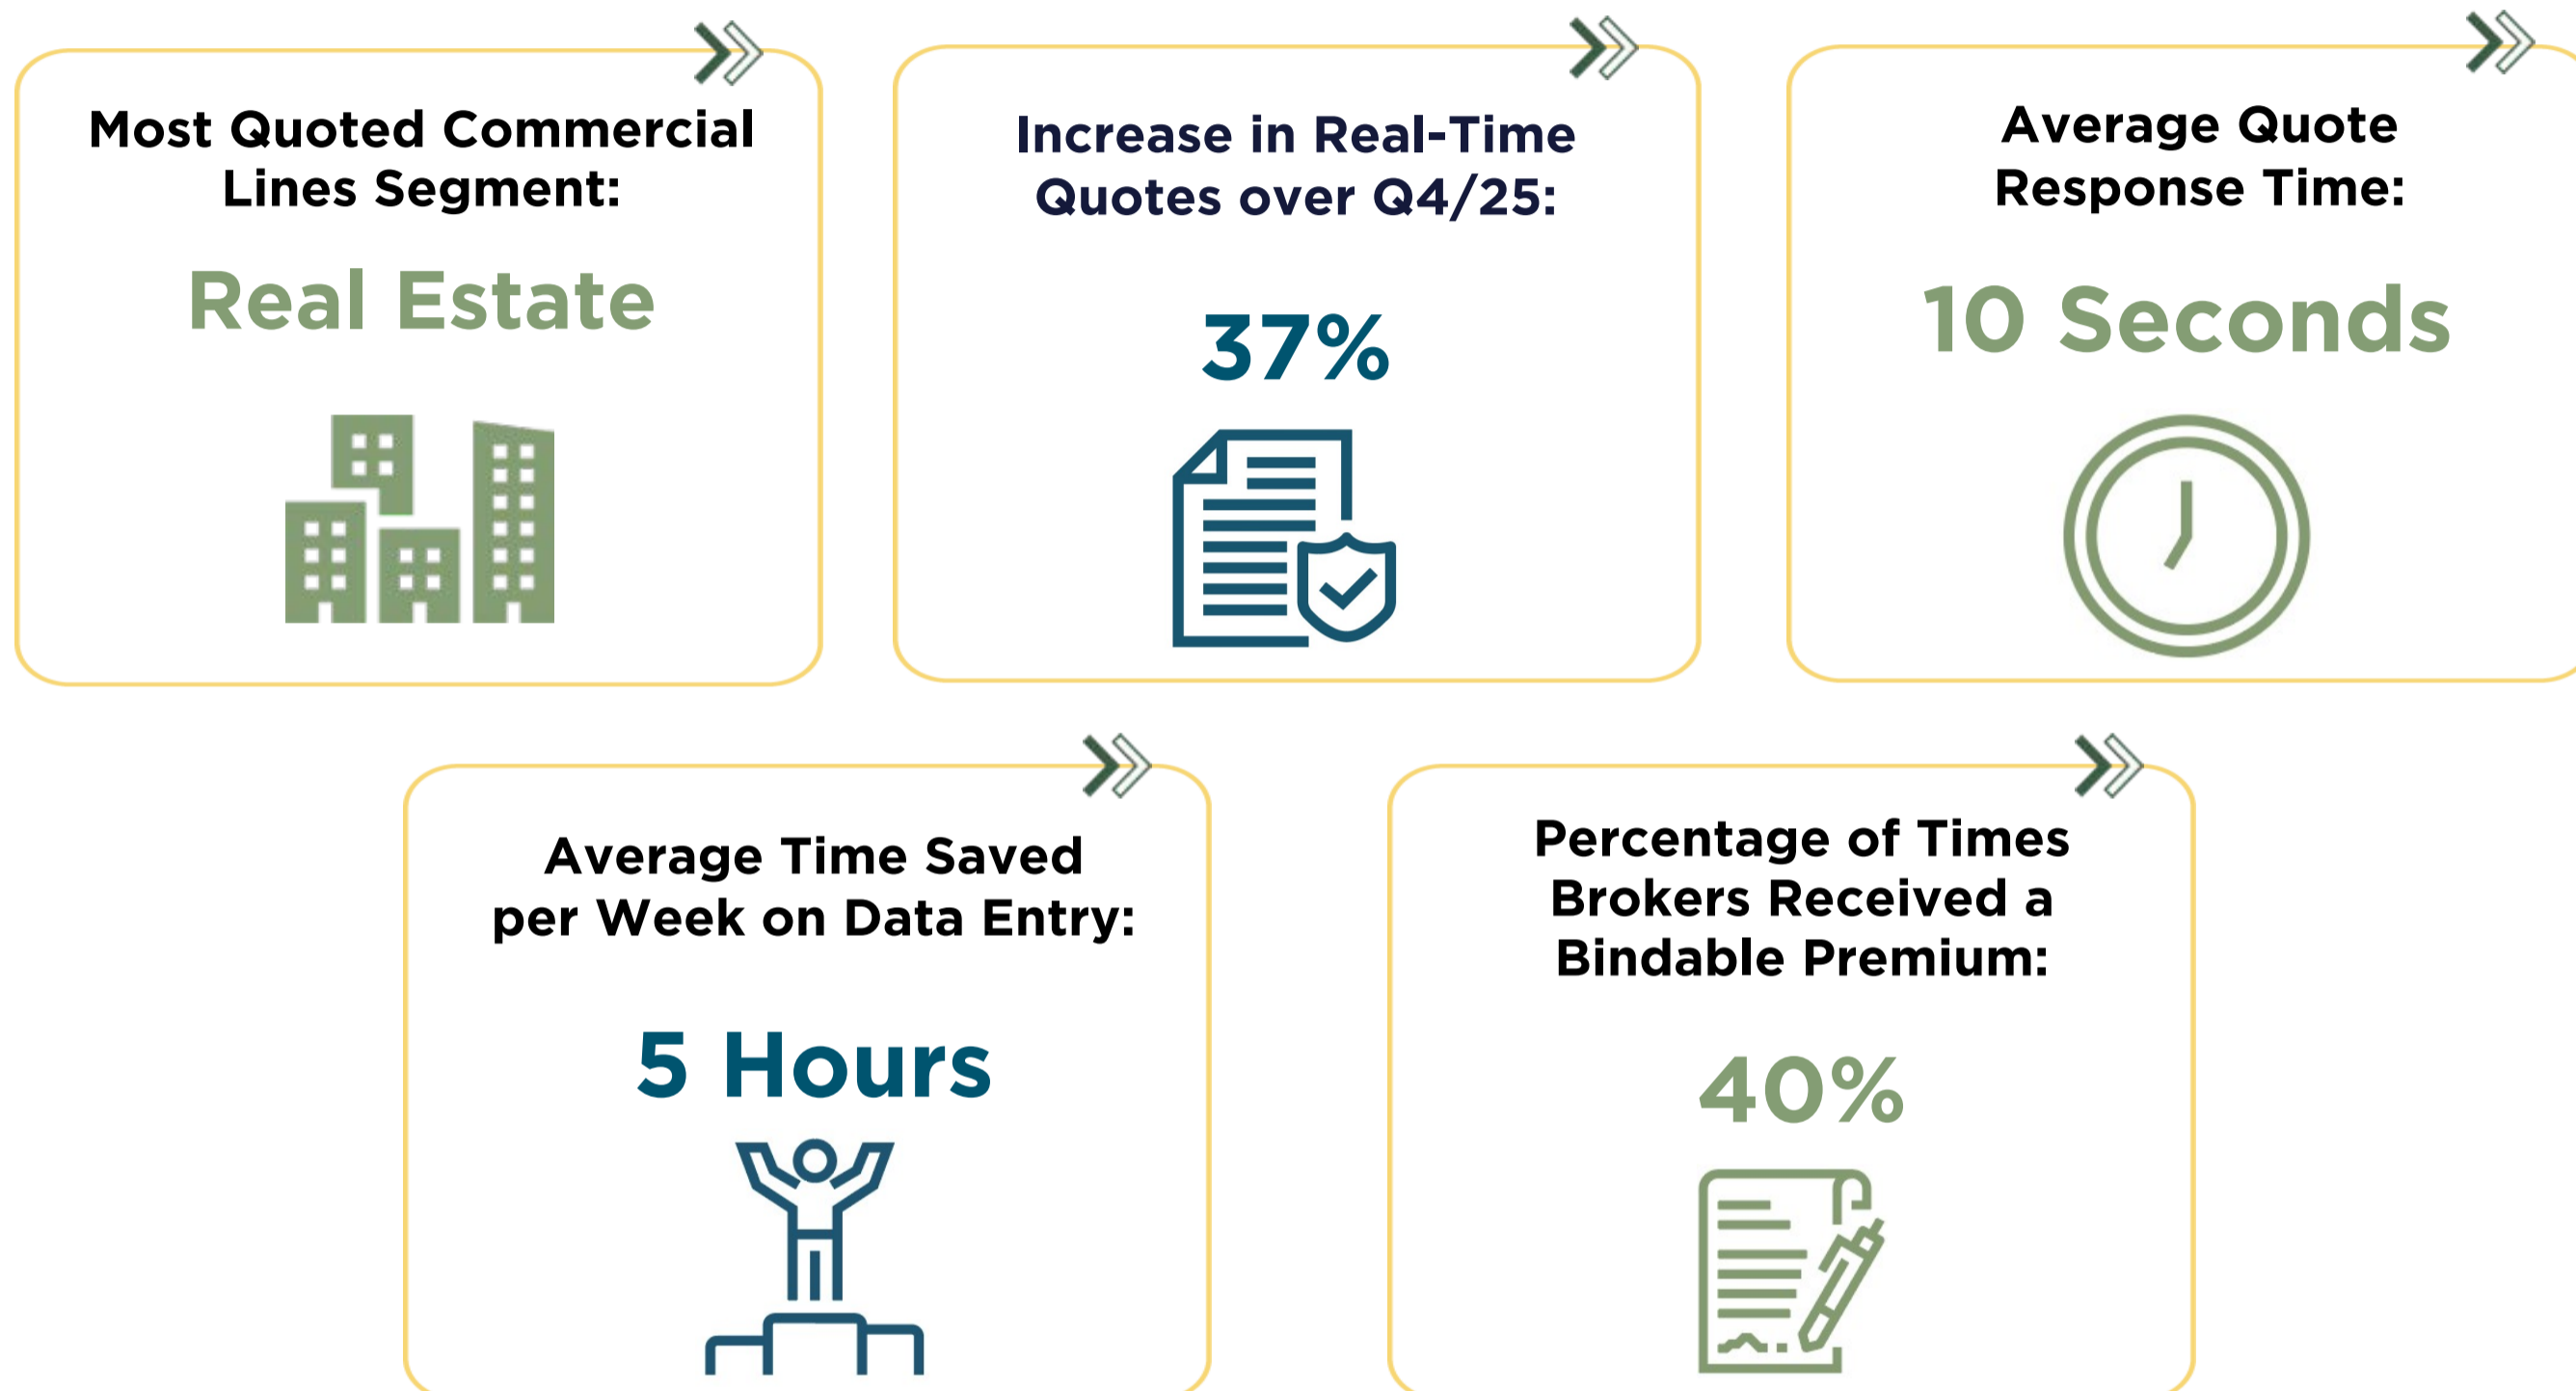 Most Quoted Commercial
Lines Segment:
Real Estate
Increase in Real-Time
Quotes over Q4/25:
37%
Average Quote
Response Time:
10 Seconds
Average Time Saved
per Week on Data Entry:
5 Hours
Percentage of Times
Brokers Received a
Bindable Premium:
40%